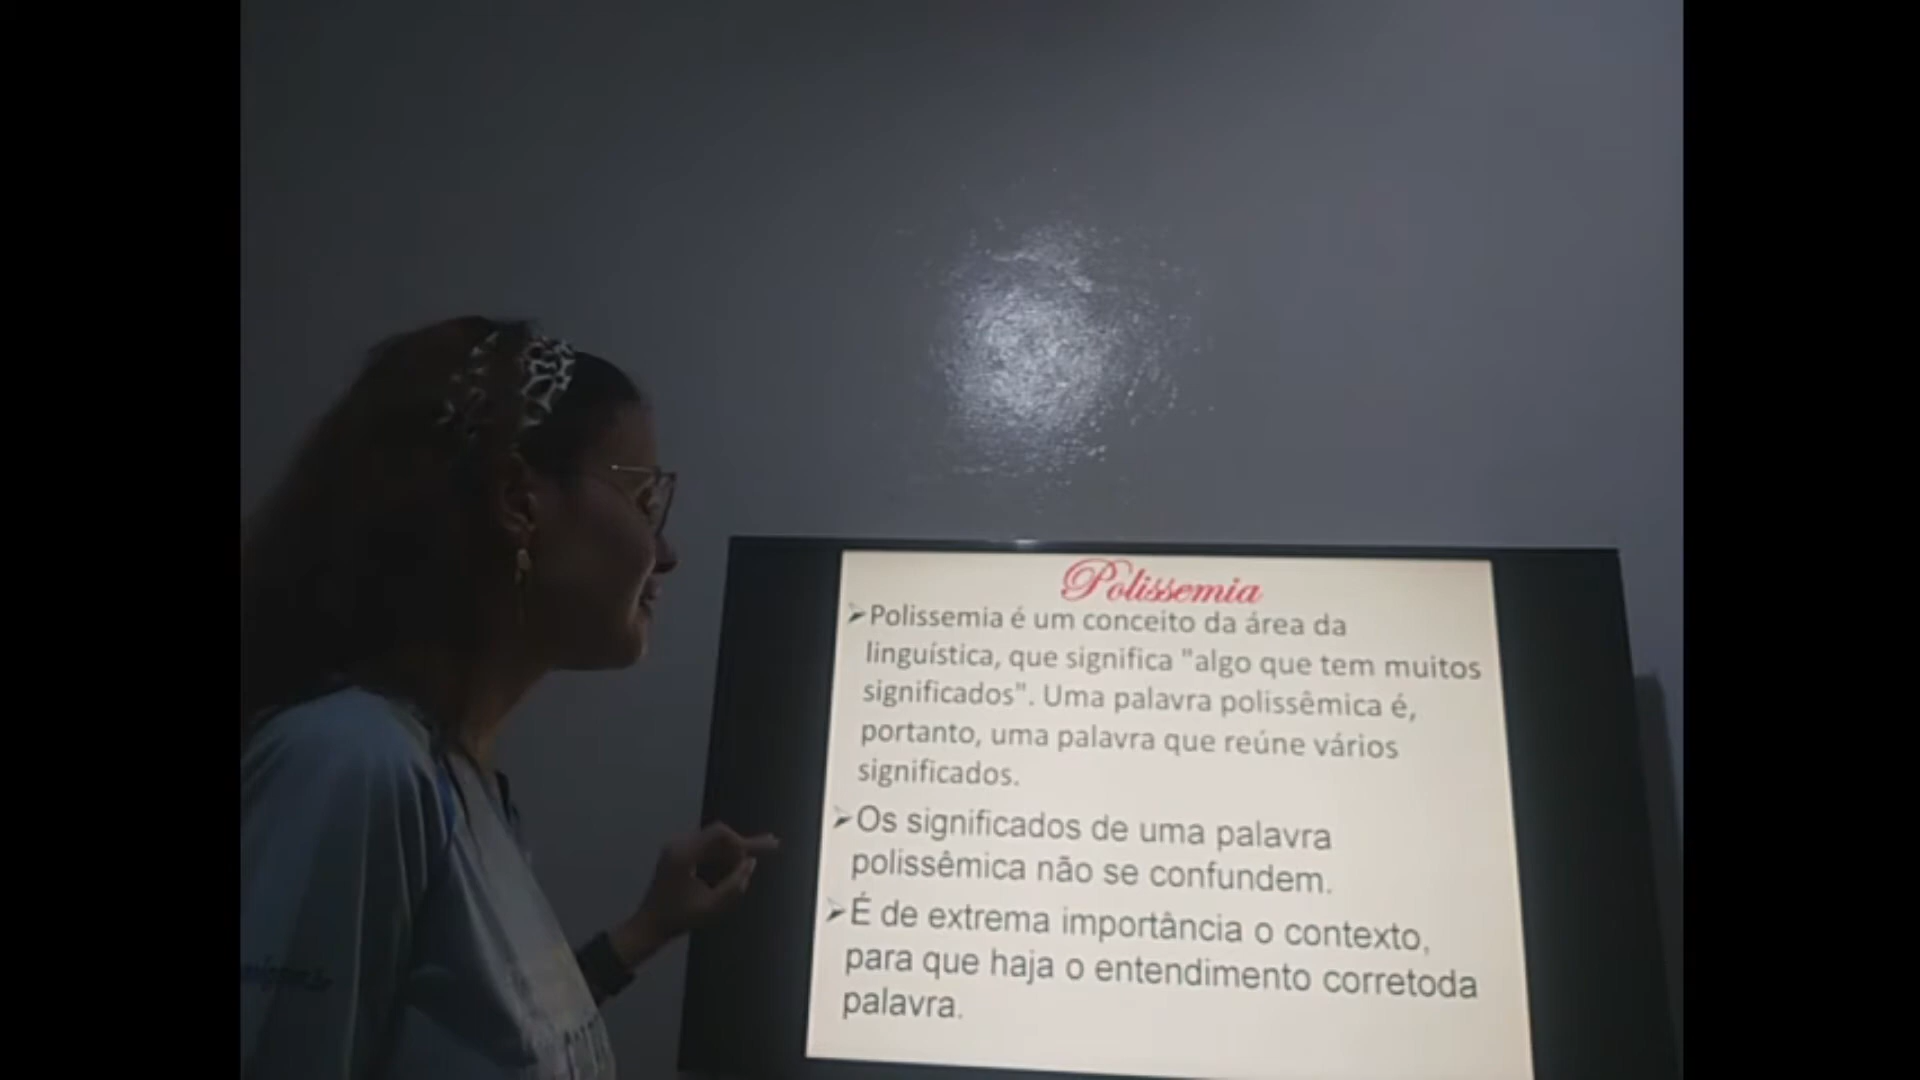 Polissemia
➢Polissemia é um conceito da área da
linguística, que significa "algo que tem muitos
significados". Uma palavra polissêmica é,
portanto, uma palavra que reúne vários
significados.
➢Os significados de uma palavra
polissêmica não se confundem.
➢É de extrema importância o contexto,
para que haja o entendimento corretoda
palavra.